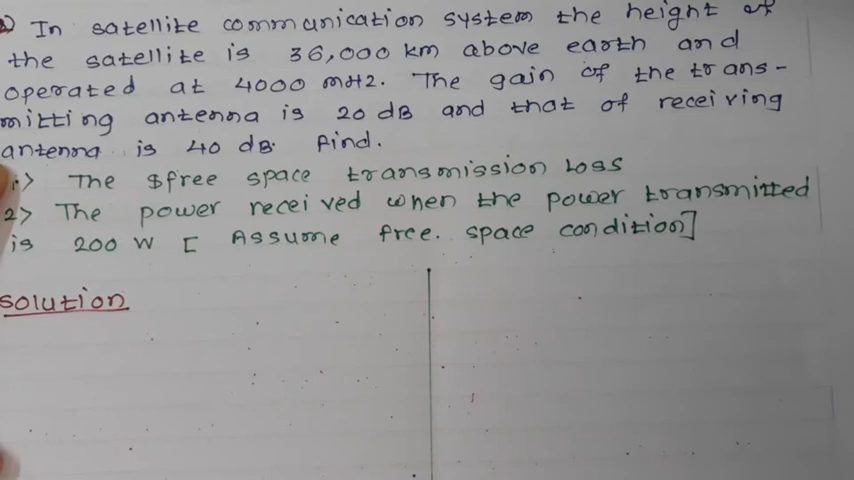 2) In satellite communication system the height of
the satellite is 36,000 km above earth and
operated at 4000 mHz. The gain of the trans-
mitting antenna is 20 dB and that of receiving
antenna is 40 dB. Find.
1> The $free space transmission Loss
2> The power received when the power transmitted
is 200 W [ Assume free. space condition]
Solution